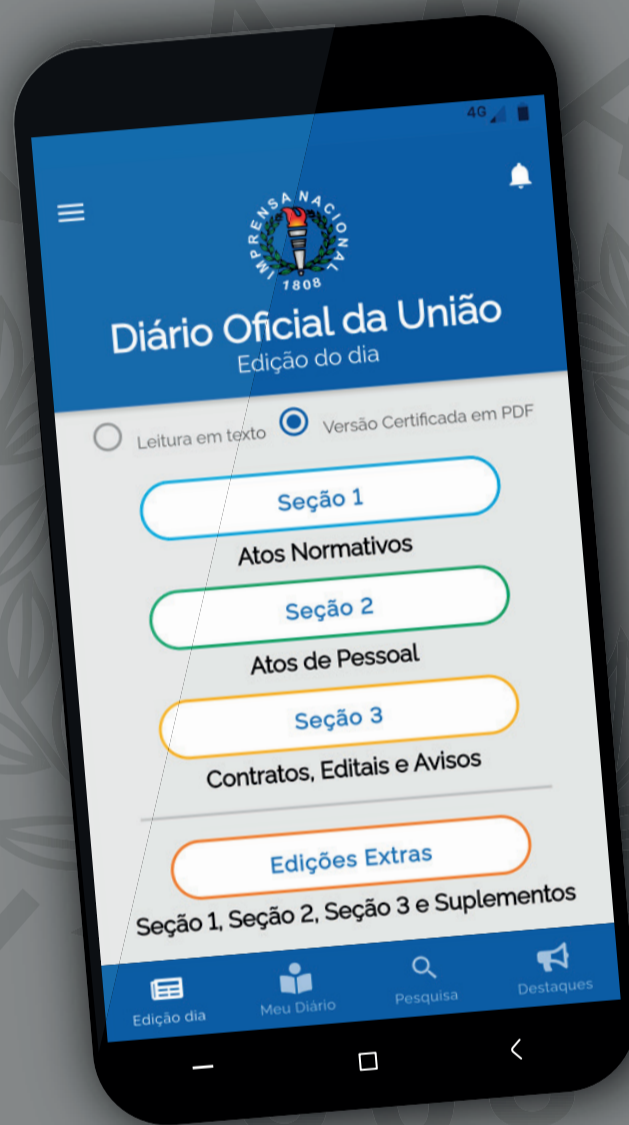 4G
IMPRENSA NACIONAL
1808
Diário Oficial da União
Edição do dia
Leitura em texto Versão Certificada em PDF
Seção 1
Atos Normativos
Seção 2
Atos de Pessoal
Seção 3
Contratos, Editais e Avisos
Edições Extras
Seção 1, Seção 2, Seção 3 e Suplementos
Edição dia Meu Diário Pesquisa Destaques